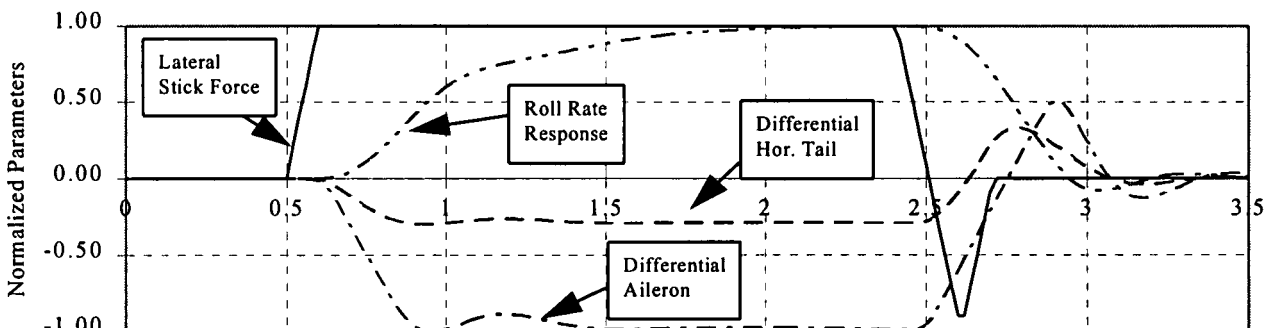 1.00
Lateral
Stick Force
0.50
Roll Rate
Response
Differential
Hor. Tail
Normalized Parameters
0.00
0 0.5 1 1.5 2 2.5 3 3.5
-0.50
Differential
Aileron
-1.00